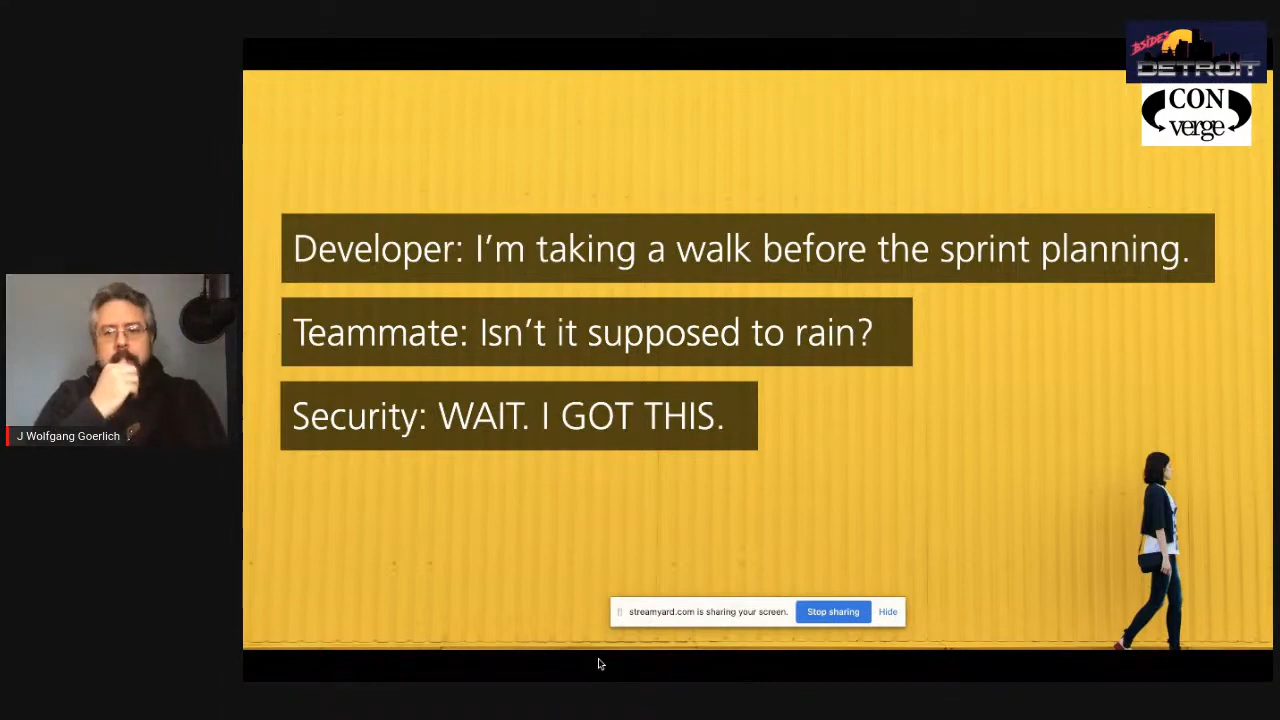 BSIDES
DETROIT
CON
verge
Developer: I'm taking a walk before the sprint planning.
Teammate: Isn't it supposed to rain?
Security: WAIT. I GOT THIS.
J Wolfgang Goerlich
streamyard.com is sharing your screen. Stop sharing Hide